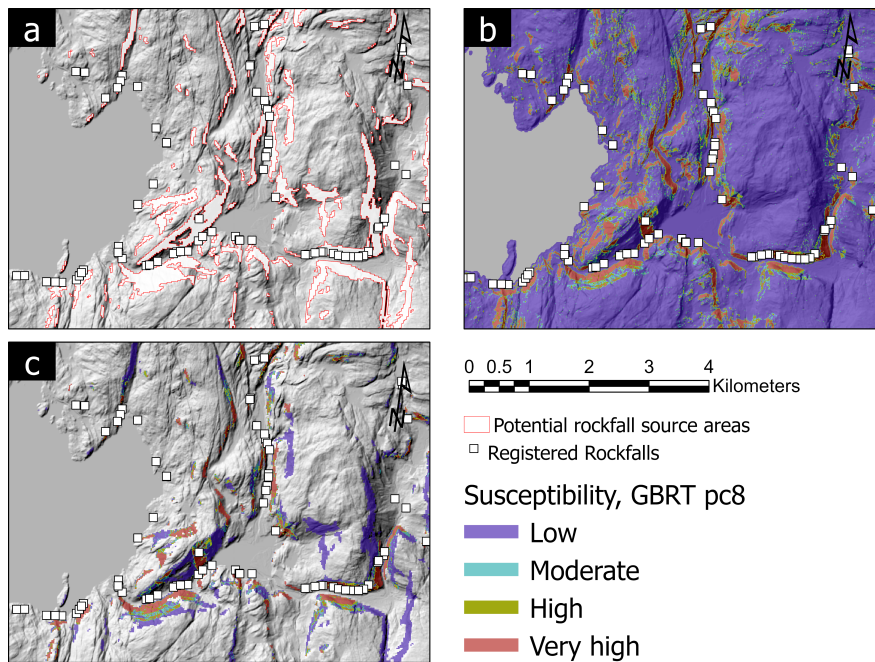 a
b
N
N
c
N
0 0.5 1 2 3 4
Kilometers
Potential rockfall source areas
Registered Rockfalls
Susceptibility, GBRT pc8
Low
Moderate
High
Very high